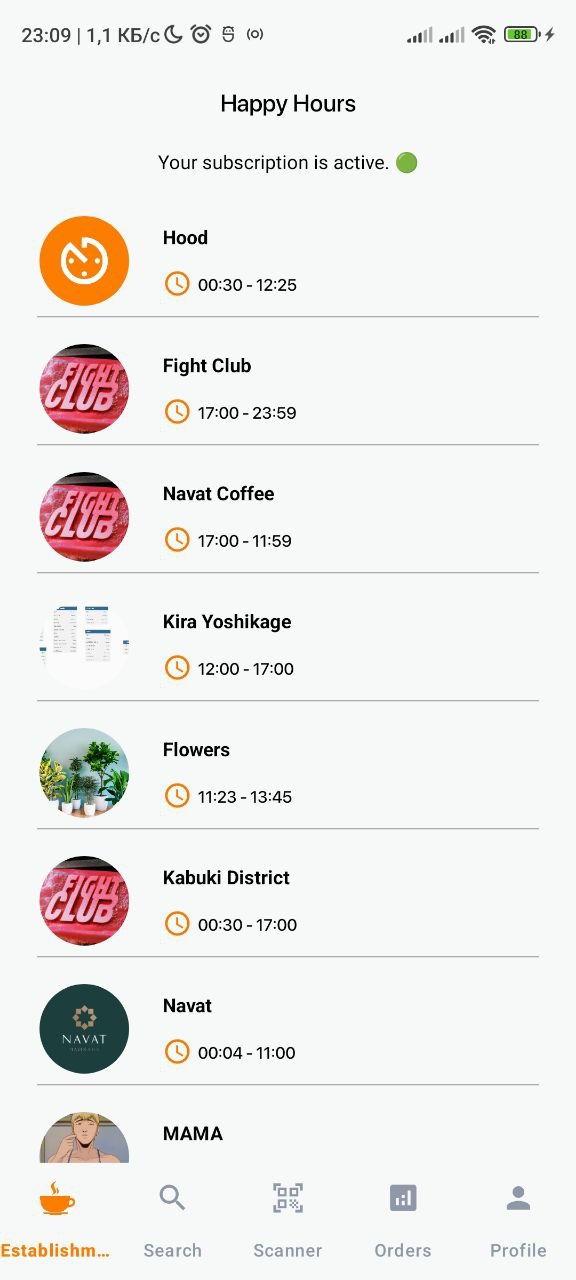 23:09 | 1,1 КБ/с
88
Happy Hours
Your subscription is active.
Hood
00:30 - 12:25
FIGHT
CLUB
Fight Club
17:00 - 23:59
FIGHT
CLUB
Navat Coffee
17:00 - 11:59
Kira Yoshikage
12:00 - 17:00
Flowers
11:23 - 13:45
FIGHT
CLUB
Kabuki District
00:30 - 17:00
NAVAT
Navat
00:04 - 11:00
MAMA
Establishm...
Search
Scanner
Orders
Profile